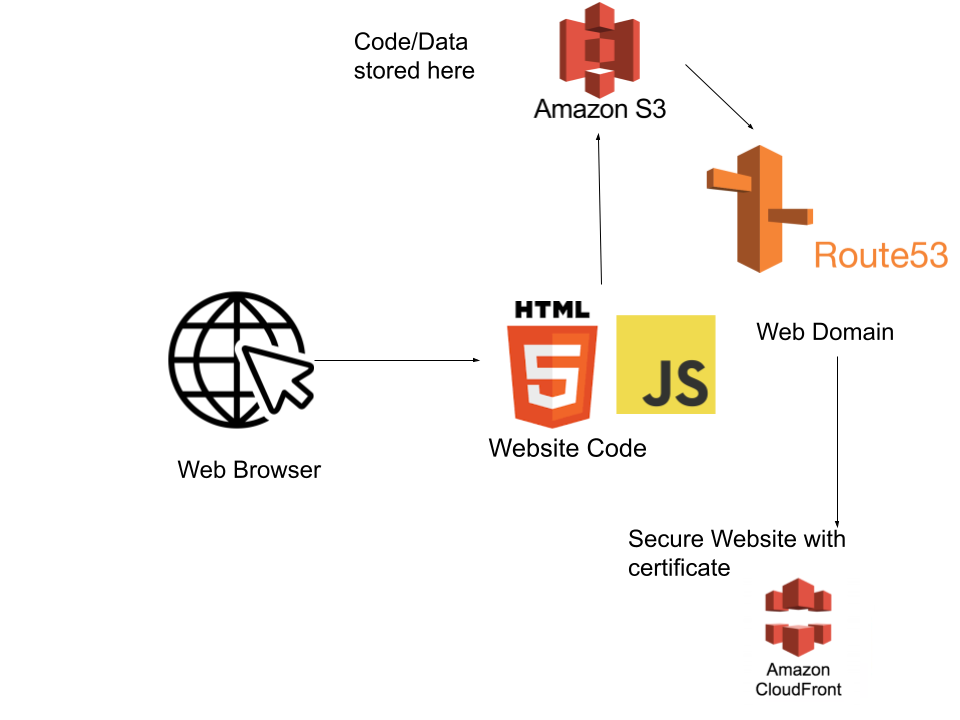 Code/Data
stored here
Amazon S3
Route53
HTML
5
JS
Web Domain
Website Code
Web Browser
Secure Website with
certificate
Amazon
CloudFront